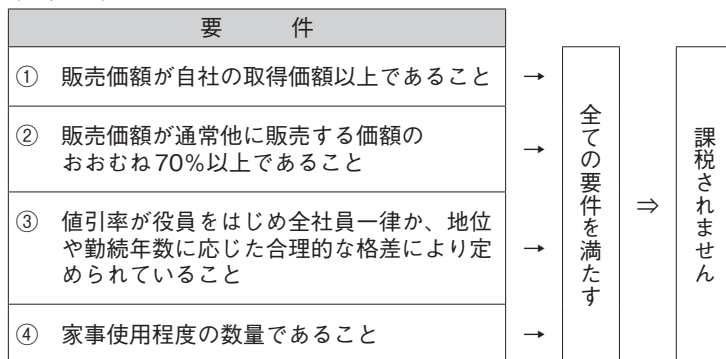 要 件
① 販売価額が自社の取得価額以上であること →
② 販売価額が通常他に販売する価額の
おおむね70％以上であること →
③ 値引率が役員をはじめ全社員一律か、地位
や勤続年数に応じた合理的な格差により定
められていること →
④ 家事使用程度の数量であること →
全ての要件を満たす
⇒
課税されません